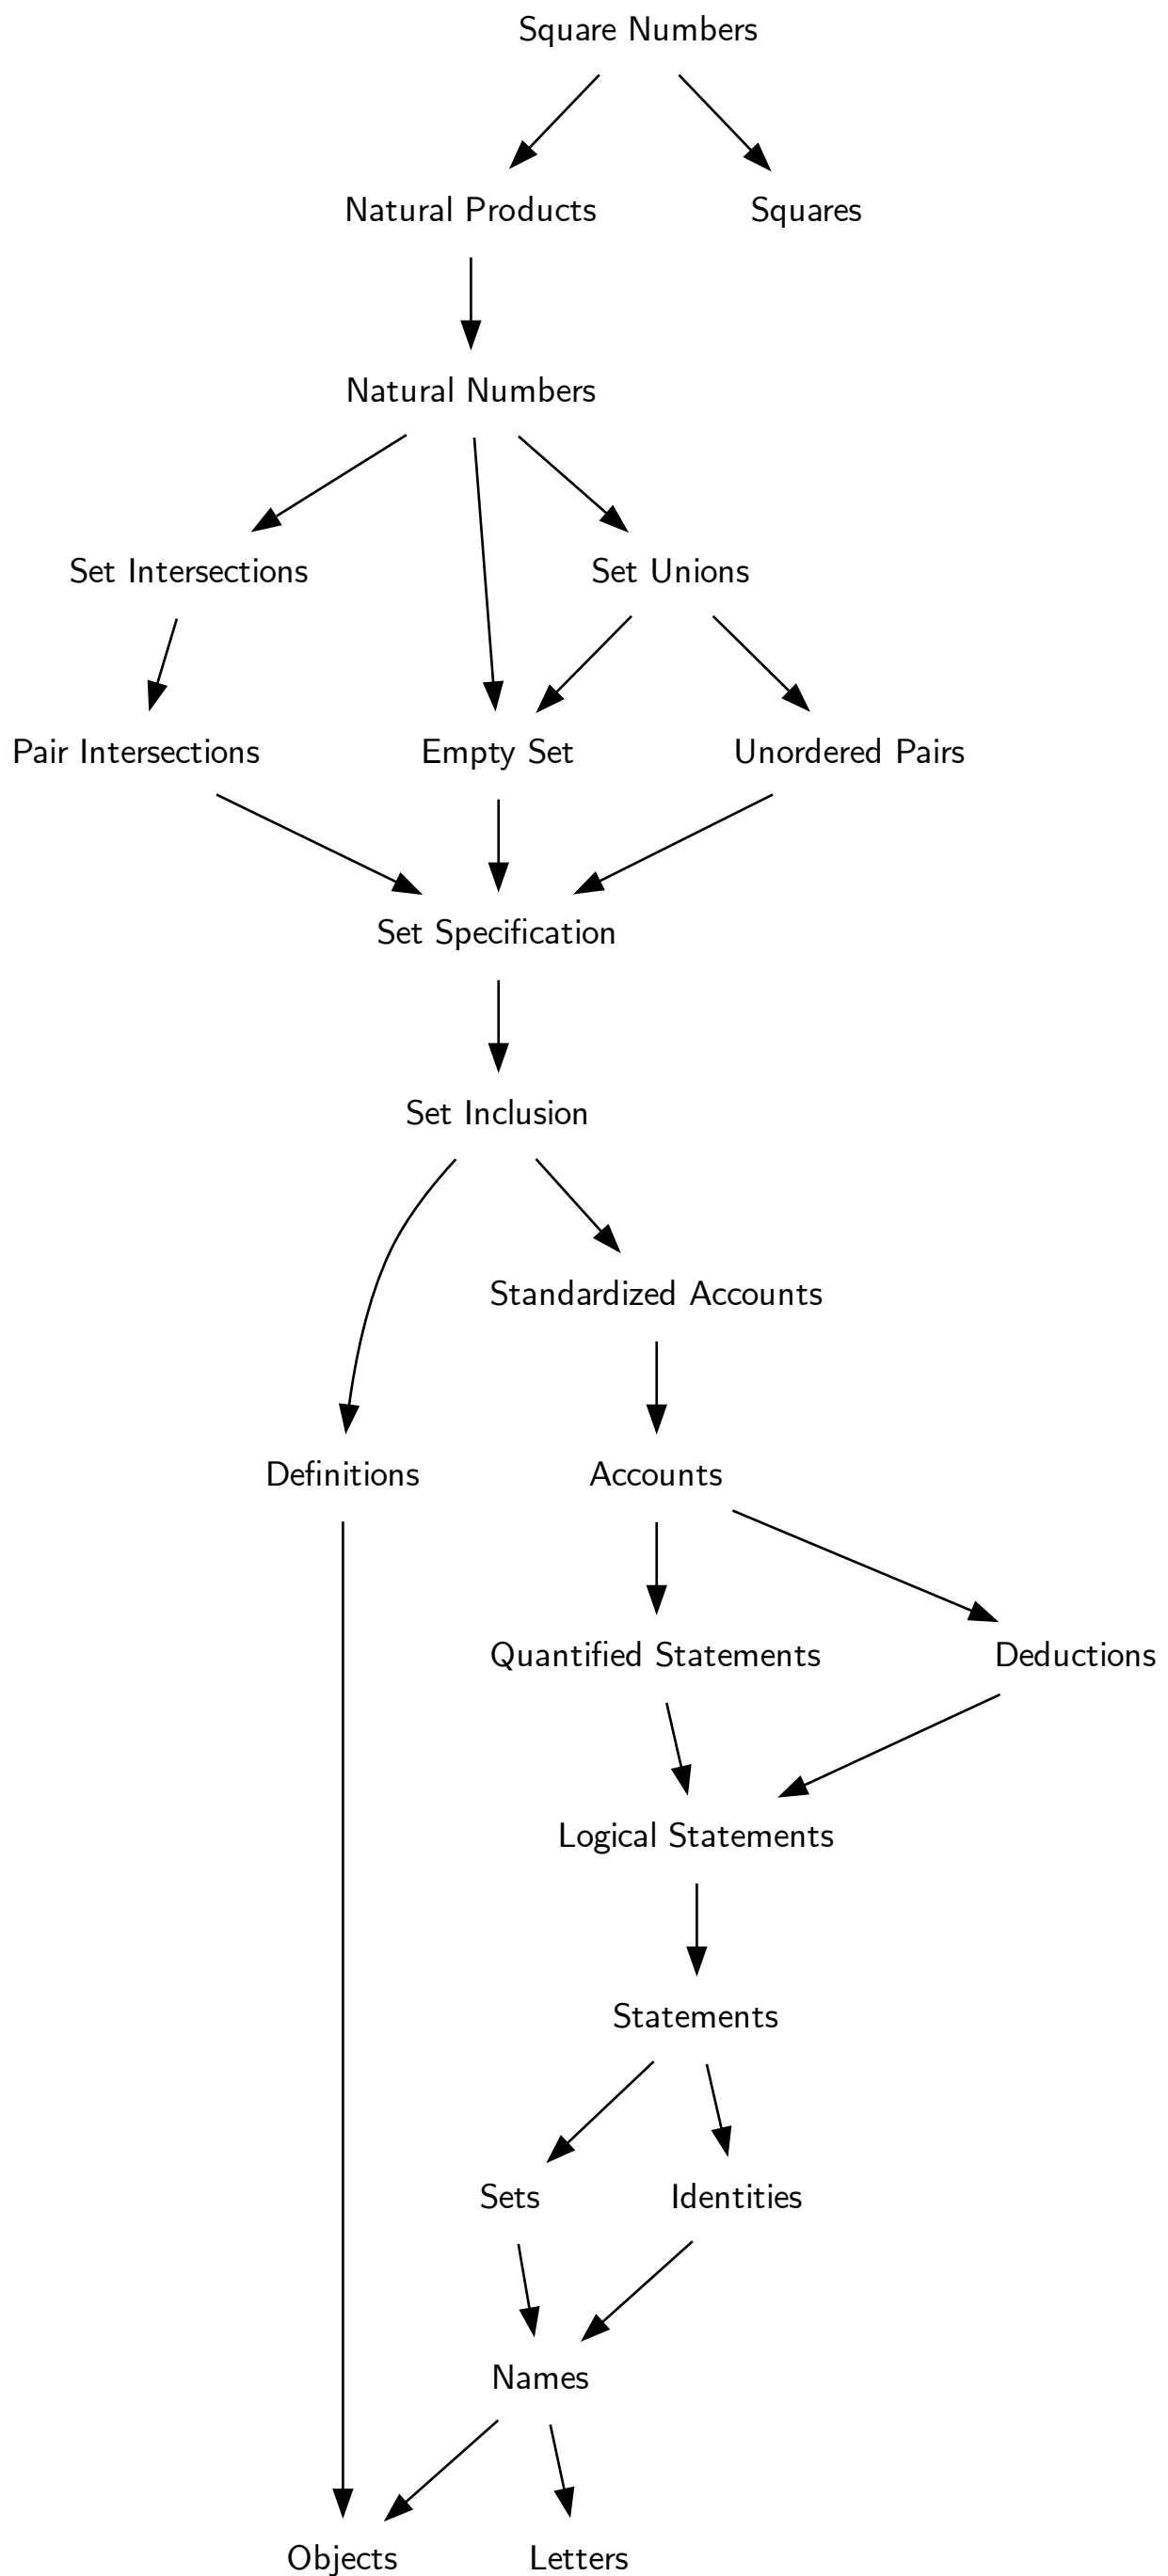 Square Numbers
Natural Products
Squares
Natural Numbers
Set Intersections
Set Unions
Pair Intersections
Empty Set
Unordered Pairs
Set Specification
Set Inclusion
Standardized Accounts
Definitions
Accounts
Quantified Statements
Deductions
Logical Statements
Statements
Sets
Identities
Names
Objects
Letters